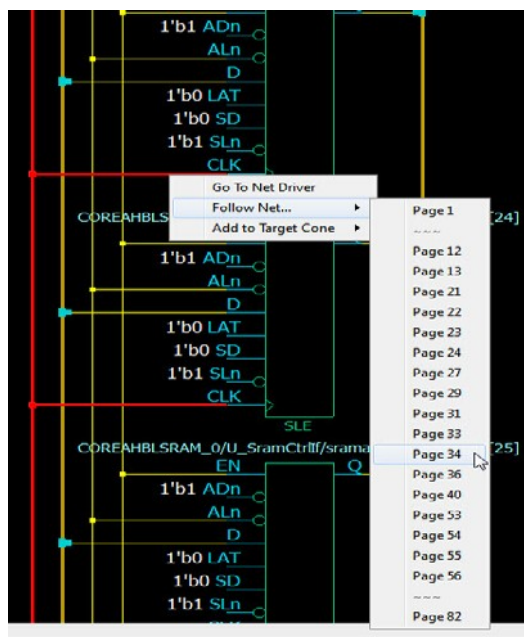 Q
1'b1 ADn
ALn
D
1'b0 LAT
1'b0 SD
1'b1 SLn
CLK
Go To Net Driver
Follow Net...
Add to Target Cone
Page 1
~~~
Page 12
Page 13
Page 21
Page 22
Page 23
Page 24
Page 27
Page 29
Page 31
Page 33
Page 34
Page 36
Page 40
Page 53
Page 54
Page 55
Page 56
~~~
Page 82
COREAHBLS [24]
1'b1 ADn
ALn
D
1'b0 LAT
1'b0 SD
1'b1 SLn
CLK
SLE
COREAHBLSRAM_0/U_SramCtrlIf/srama [25]
EN Q
1'b1 ADn
ALn
D
1'b0 LAT
1'b0 SD
1'b1 SLn